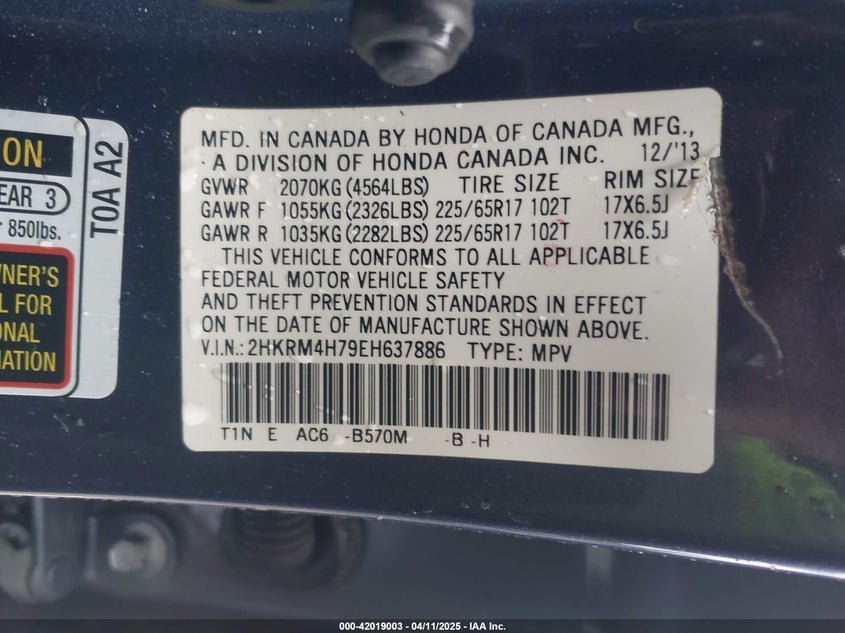 ON
EAR 3
850lbs.
WNER'S
L FOR
ONAL
MATION
T0A A2
MFD. IN CANADA BY HONDA OF CANADA MFG.,
A DIVISION OF HONDA CANADA INC. 12/'13
GVWR 2070KG (4564LBS) TIRE SIZE RIM SIZE
GAWR F 1055KG (2326LBS) 225/65R17 102T 17X6.5J
GAWR R 1035KG (2282LBS) 225/65R17 102T 17X6.5J
THIS VEHICLE CONFORMS TO ALL APPLICABLE
FEDERAL MOTOR VEHICLE SAFETY
AND THEFT PREVENTION STANDARDS IN EFFECT
ON THE DATE OF MANUFACTURE SHOWN ABOVE.
V.I.N.: 2HKRM4H79EH637886 TYPE: MPV
T1N E AC6 -B570M -B -H
000-42019003 - 04/11/2025 - IAA Inc.